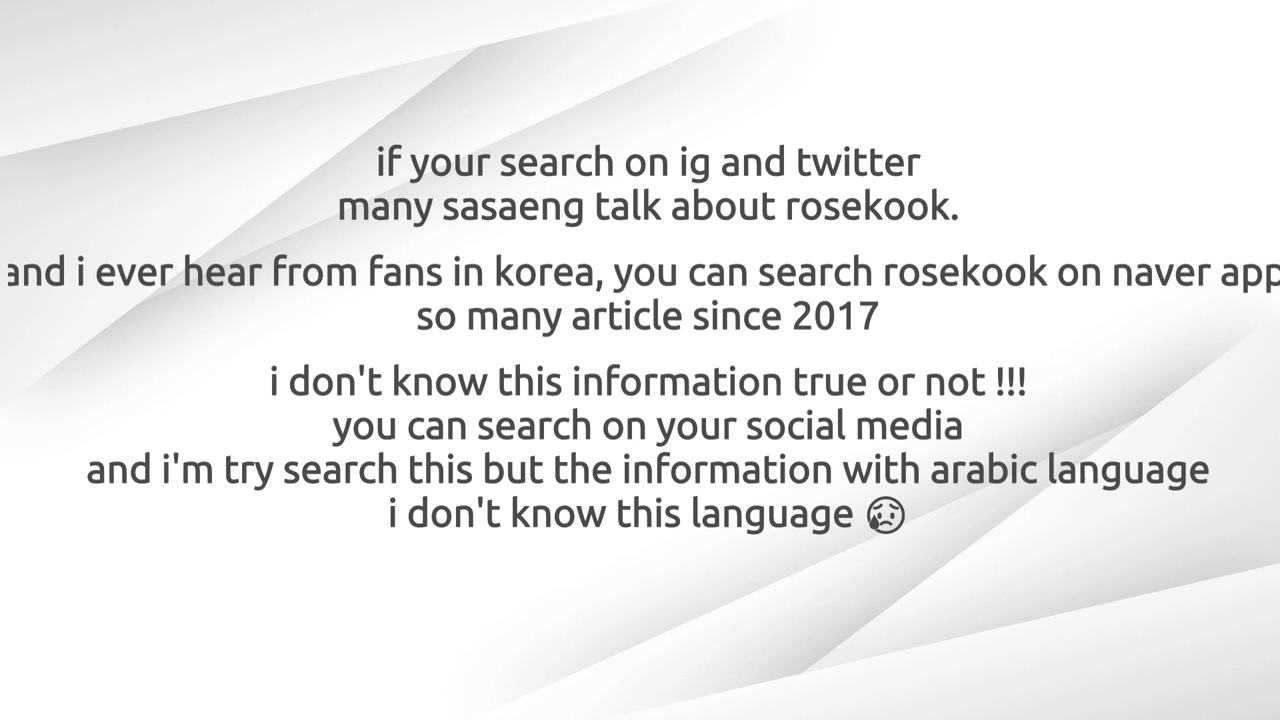 if your search on ig and twitter
many sasaeng talk about rosekook.
and i ever hear from fans in korea, you can search rosekook on naver app
so many article since 2017
i don't know this information true or not !!!
you can search on your social media
and i'm try search this but the information with arabic language
i don't know this language 😥